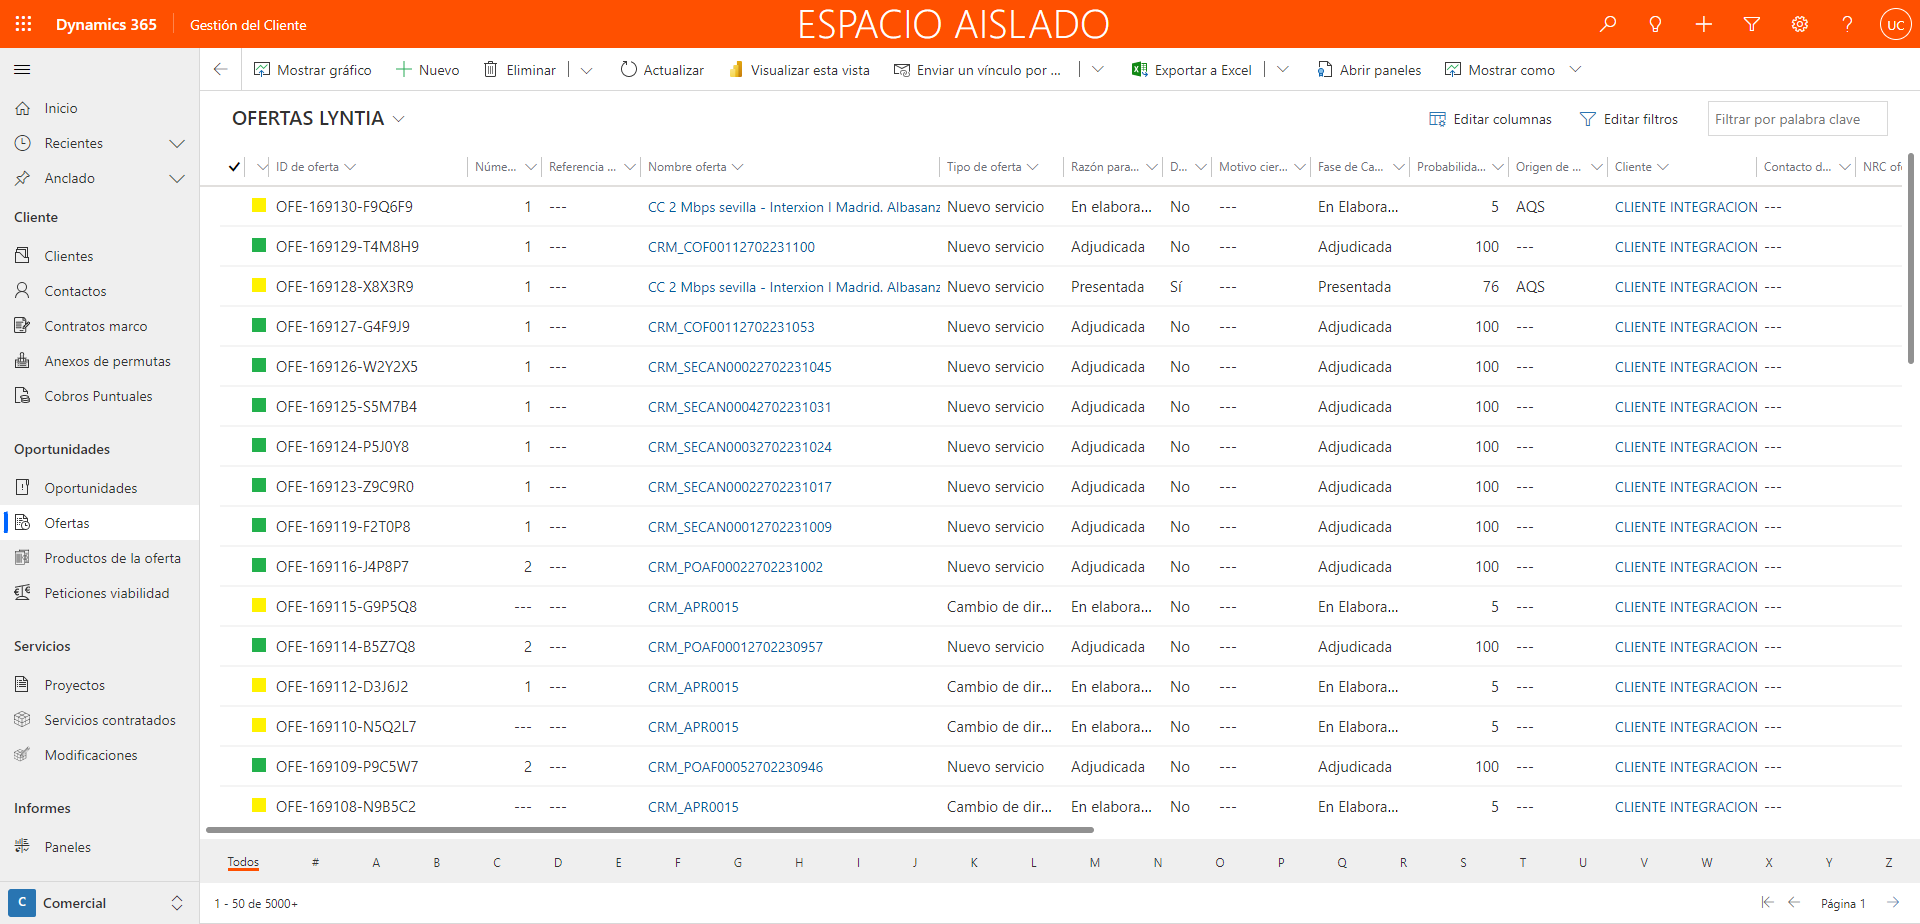 Dynamics 365 Gestión del Cliente ESPACIO AISLADO UC
Mostrar gráfico Nuevo Eliminar Actualizar Visualizar esta vista Enviar un vínculo por ... Exportar a Excel Abrir paneles Mostrar como
Inicio
Recientes
Anclado
Cliente
Clientes
Contactos
Contratos marco
Anexos de permutas
Cobros Puntuales
Oportunidades
Oportunidades
Ofertas
Productos de la oferta
Peticiones viabilidad
Servicios
Proyectos
Servicios contratados
Modificaciones
Informes
Paneles
C Comercial
OFERTAS LYNTIA Editar columnas Editar filtros Filtrar por palabra clave
ID de oferta Núme... Referencia ... Nombre oferta Tipo de oferta Razón para... D... Motivo cier... Fase de Ca... Probabilida... Origen de ... Cliente Contacto d... NRC of
OFE-169130-F9Q6F9 1 --- CC 2 Mbps sevilla - Interxion I Madrid. Albasanz Nuevo servicio En elabora... No --- En Elabora... 5 AQS CLIENTE INTEGRACION ---
OFE-169129-T4M8H9 1 --- CRM_COF00112702231100 Nuevo servicio Adjudicada No --- Adjudicada 100 --- CLIENTE INTEGRACION ---
OFE-169128-X8X3R9 1 --- CC 2 Mbps sevilla - Interxion I Madrid. Albasanz Nuevo servicio Presentada Sí --- Presentada 76 AQS CLIENTE INTEGRACION ---
OFE-169127-G4F9J9 1 --- CRM_COF00112702231053 Nuevo servicio Adjudicada No --- Adjudicada 100 --- CLIENTE INTEGRACION ---
OFE-169126-W2Y2X5 1 --- CRM_SECAN00022702231045 Nuevo servicio Adjudicada No --- Adjudicada 100 --- CLIENTE INTEGRACION ---
OFE-169125-S5M7B4 1 --- CRM_SECAN00042702231031 Nuevo servicio Adjudicada No --- Adjudicada 100 --- CLIENTE INTEGRACION ---
OFE-169124-P5J0Y8 1 --- CRM_SECAN00032702231024 Nuevo servicio Adjudicada No --- Adjudicada 100 --- CLIENTE INTEGRACION ---
OFE-169123-Z9C9R0 1 --- CRM_SECAN00022702231017 Nuevo servicio Adjudicada No --- Adjudicada 100 --- CLIENTE INTEGRACION ---
OFE-169119-F2T0P8 1 --- CRM_SECAN00012702231009 Nuevo servicio Adjudicada No --- Adjudicada 100 --- CLIENTE INTEGRACION ---
OFE-169116-J4P8P7 2 --- CRM_POAF00022702231002 Nuevo servicio Adjudicada No --- Adjudicada 100 --- CLIENTE INTEGRACION ---
OFE-169115-G9P5Q8 --- --- CRM_APR0015 Cambio de dir... En elabora... No --- En Elabora... 5 --- CLIENTE INTEGRACION ---
OFE-169114-B5Z7Q8 2 --- CRM_POAF00012702230957 Nuevo servicio Adjudicada No --- Adjudicada 100 --- CLIENTE INTEGRACION ---
OFE-169112-D3J6J2 1 --- CRM_APR0015 Cambio de dir... En elabora... No --- En Elabora... 5 --- CLIENTE INTEGRACION ---
OFE-169110-N5Q2L7 --- --- CRM_APR0015 Cambio de dir... En elabora... No --- En Elabora... 5 --- CLIENTE INTEGRACION ---
OFE-169109-P9C5W7 2 --- CRM_POAF00052702230946 Nuevo servicio Adjudicada No --- Adjudicada 100 --- CLIENTE INTEGRACION ---
OFE-169108-N9B5C2 --- --- CRM_APR0015 Cambio de dir... En elabora... No --- En Elabora... 5 --- CLIENTE INTEGRACION ---
Todos # A B C D E F G H I J K L M N O P Q R S T U V W X Y Z
1 - 50 de 5000+ Página 1